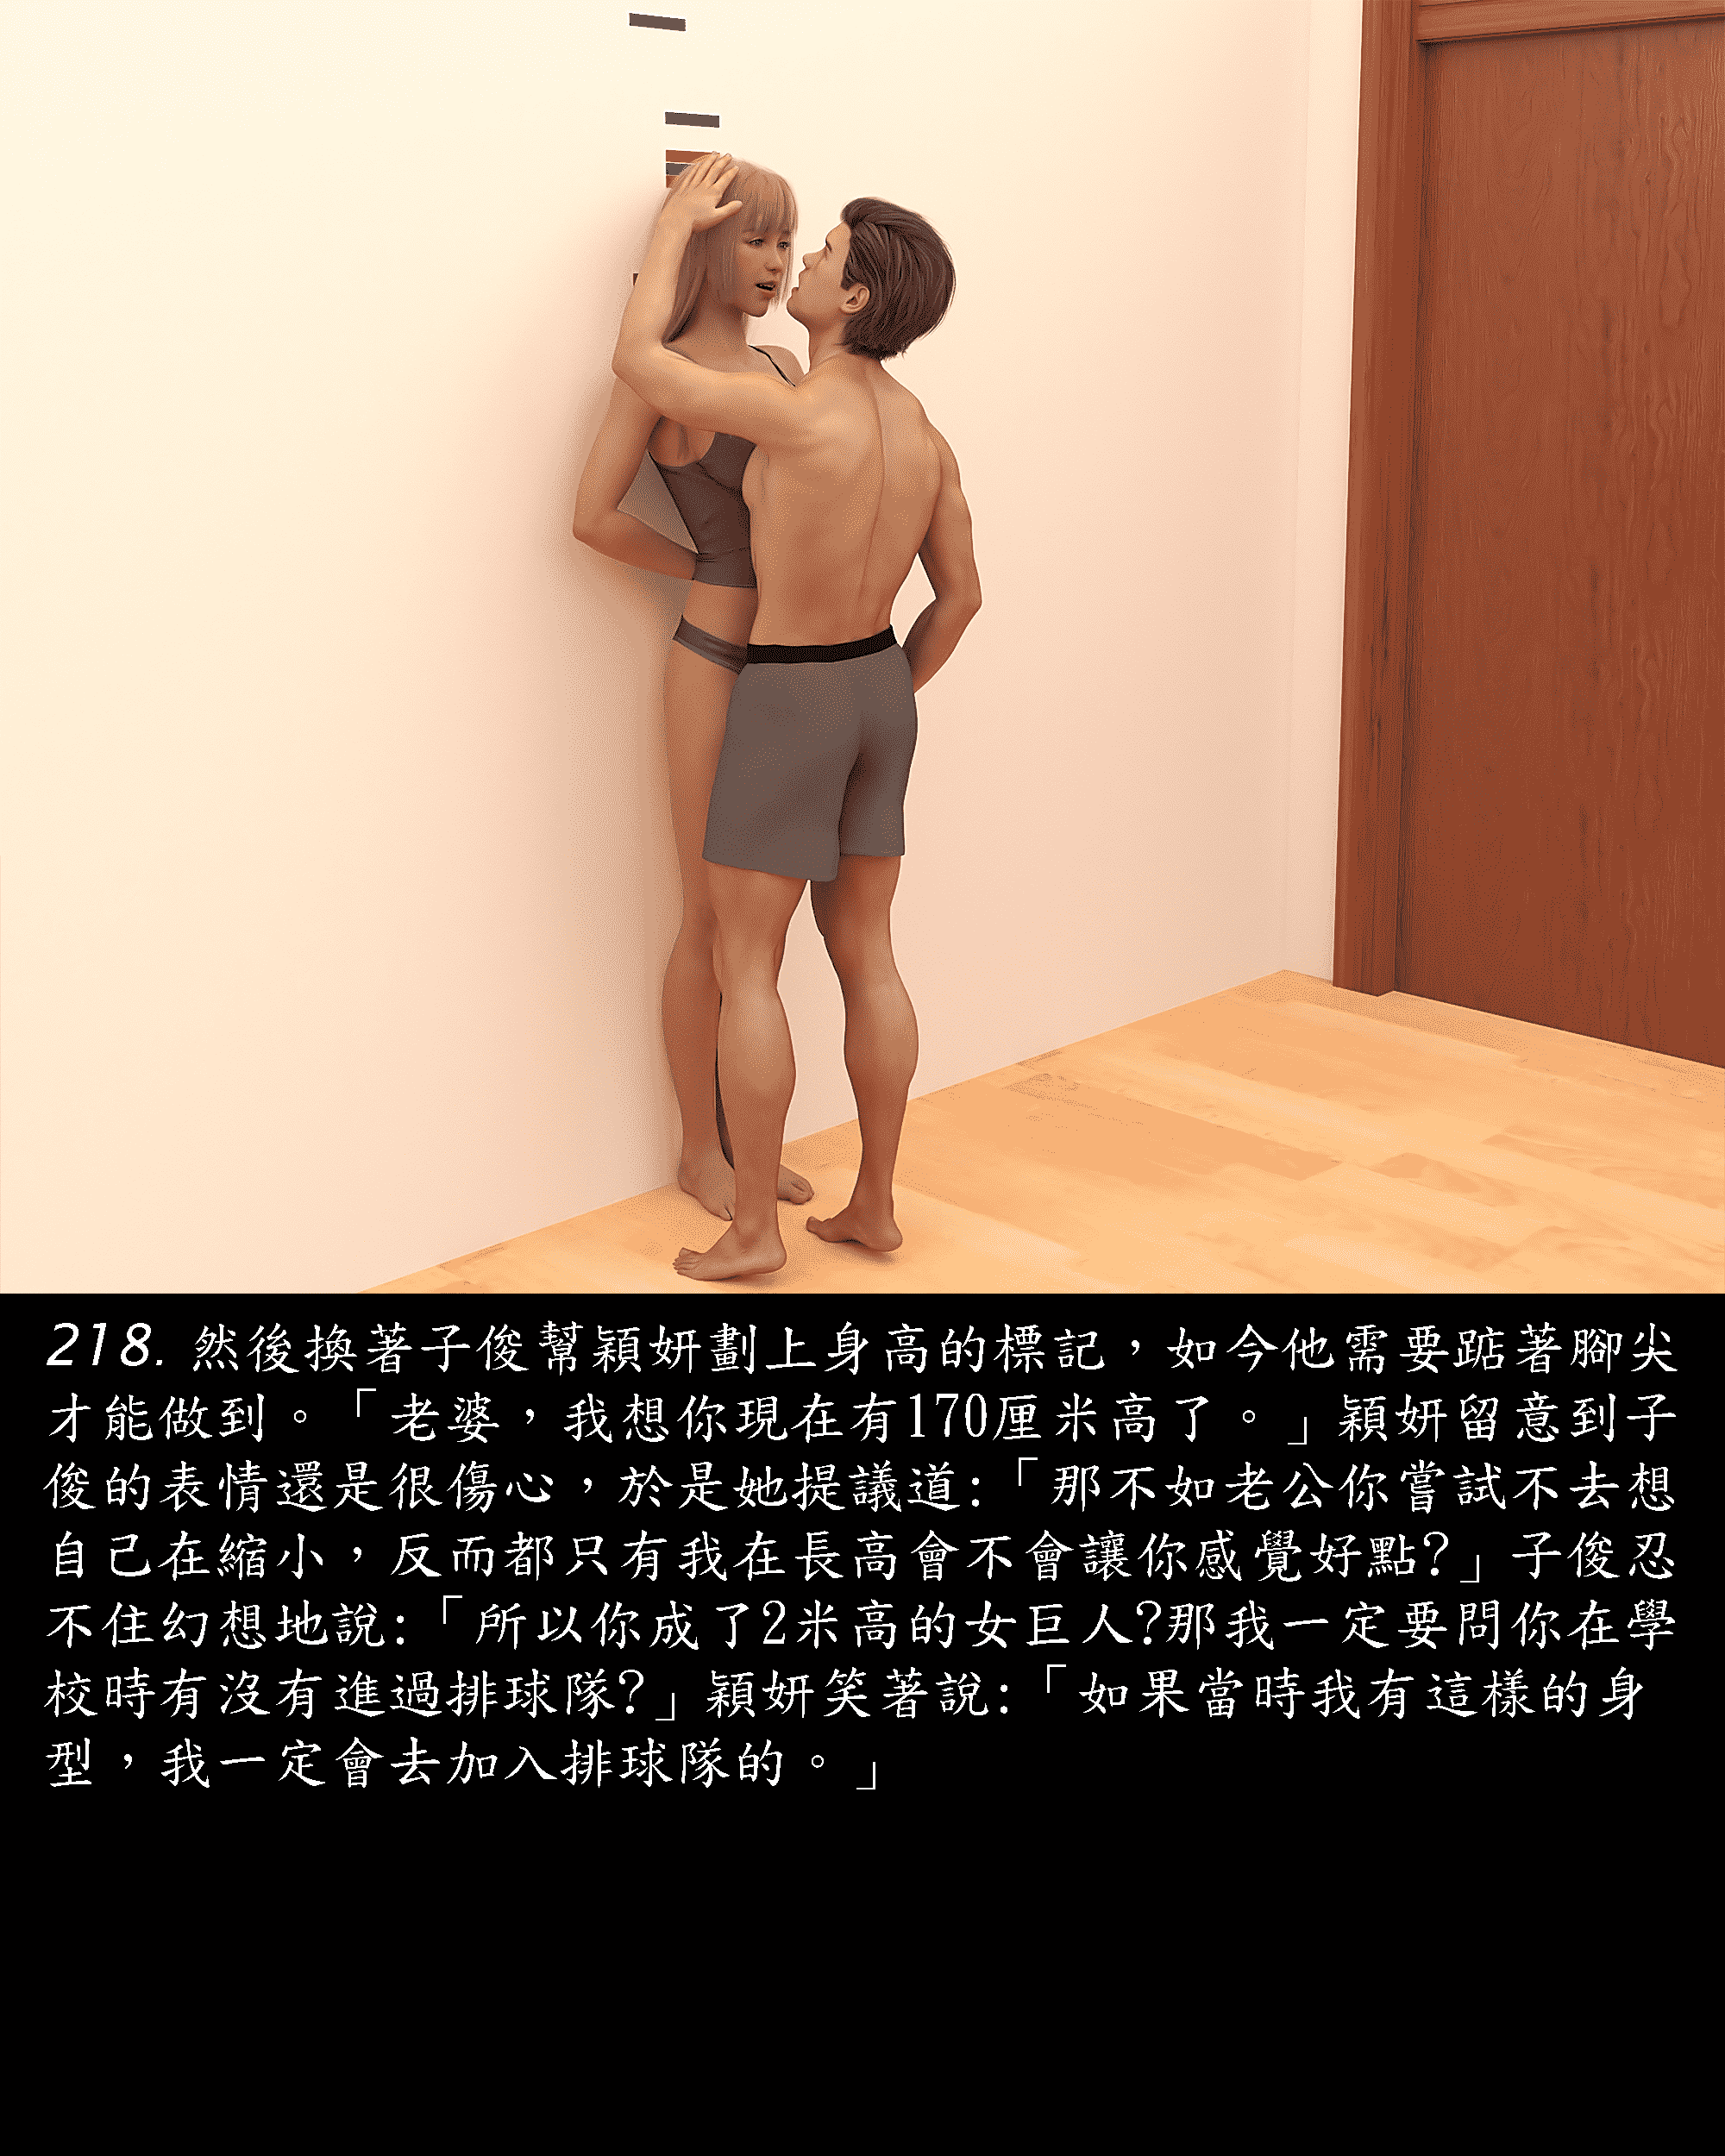 218. 然後換著子俊幫穎妍劃上身高的標記，如今他需要踮著腳尖
才能做到。「老婆，我想你現在有170厘米高了。」穎妍留意到子
俊的表情還是很傷心，於是她提議道:「那不如老公你嘗試不去想
自己在縮小，反而都只有我在長高會不會讓你感覺好點?」子俊忍
不住幻想地說:「所以你成了2米高的女巨人?那我一定要問你在學
校時有沒有進過排球隊?」穎妍笑著說:「如果當時我有這樣的身
型，我一定會去加入排球隊的。」